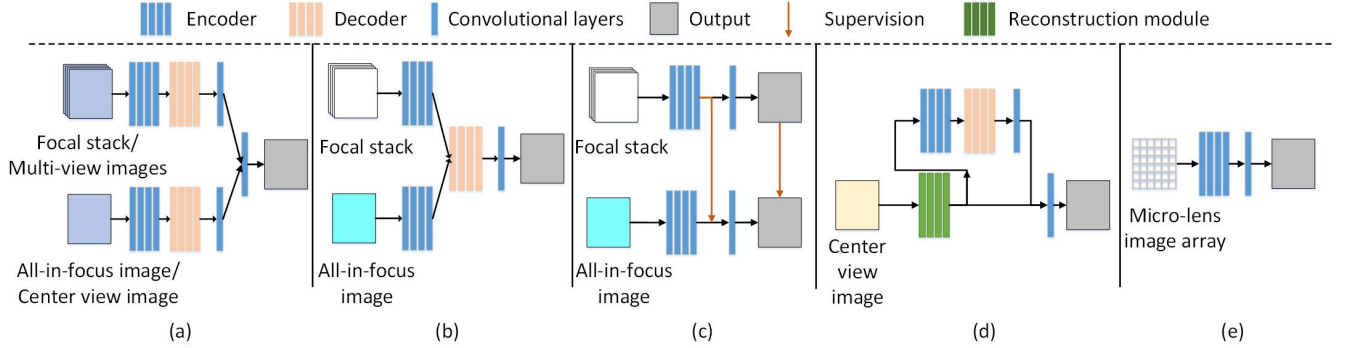 Encoder Decoder Convolutional layers Output Supervision Reconstruction module
Focal stack/
Multi-view images
All-in-focus image/
Center view image
(a)
Focal stack
All-in-focus
image
(b)
Focal stack
All-in-focus
image
(c)
Center
view
image
(d)
Micro-lens
image array
(e)